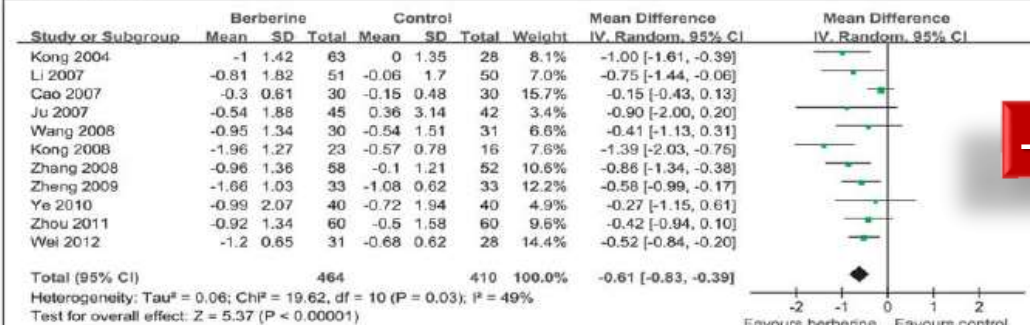 Berberine Control Mean Difference Mean Difference
Study or Subgroup Mean SD Total Mean SD Total Weight IV. Random. 95% CI IV. Random. 95% CI
Kong 2004 -1 1.42 63 0 1.35 28 8.1% -1.00 [-1.61, -0.39]
Li 2007 -0.81 1.82 51 -0.06 1.7 50 7.0% -0.75 [-1.44, -0.06]
Cao 2007 -0.3 0.61 30 -0.15 0.48 30 15.7% -0.15 [-0.43, 0.13]
Ju 2007 -0.54 1.88 45 0.36 3.14 42 3.4% -0.90 [-2.00, 0.20]
Wang 2008 -0.95 1.34 30 -0.54 1.51 31 6.6% -0.41 [-1.13, 0.31]
Kong 2008 -1.96 1.27 23 -0.57 0.78 16 7.6% -1.39 [-2.03, -0.75]
Zhang 2008 -0.96 1.36 58 -0.1 1.21 52 10.6% -0.86 [-1.34, -0.38]
Zheng 2009 -1.66 1.03 33 -1.08 0.62 33 12.2% -0.58 [-0.99, -0.17]
Ye 2010 -0.99 2.07 40 -0.72 1.94 40 4.9% -0.27 [-1.15, 0.61]
Zhou 2011 -0.92 1.34 60 -0.5 1.58 60 9.6% -0.42 [-0.94, 0.10]
Wei 2012 -1.2 0.65 31 -0.68 0.62 28 14.4% -0.52 [-0.84, -0.20]
Total (95% CI) 464 410 100.0% -0.61 [-0.83, -0.39]
Heterogeneity: Tau² = 0.06; Chi² = 19.62, df = 10 (P = 0.03); I² = 49%
Test for overall effect: Z = 5.37 (P < 0.00001)
-2 -1 0 1 2
Favours berberine Favours control